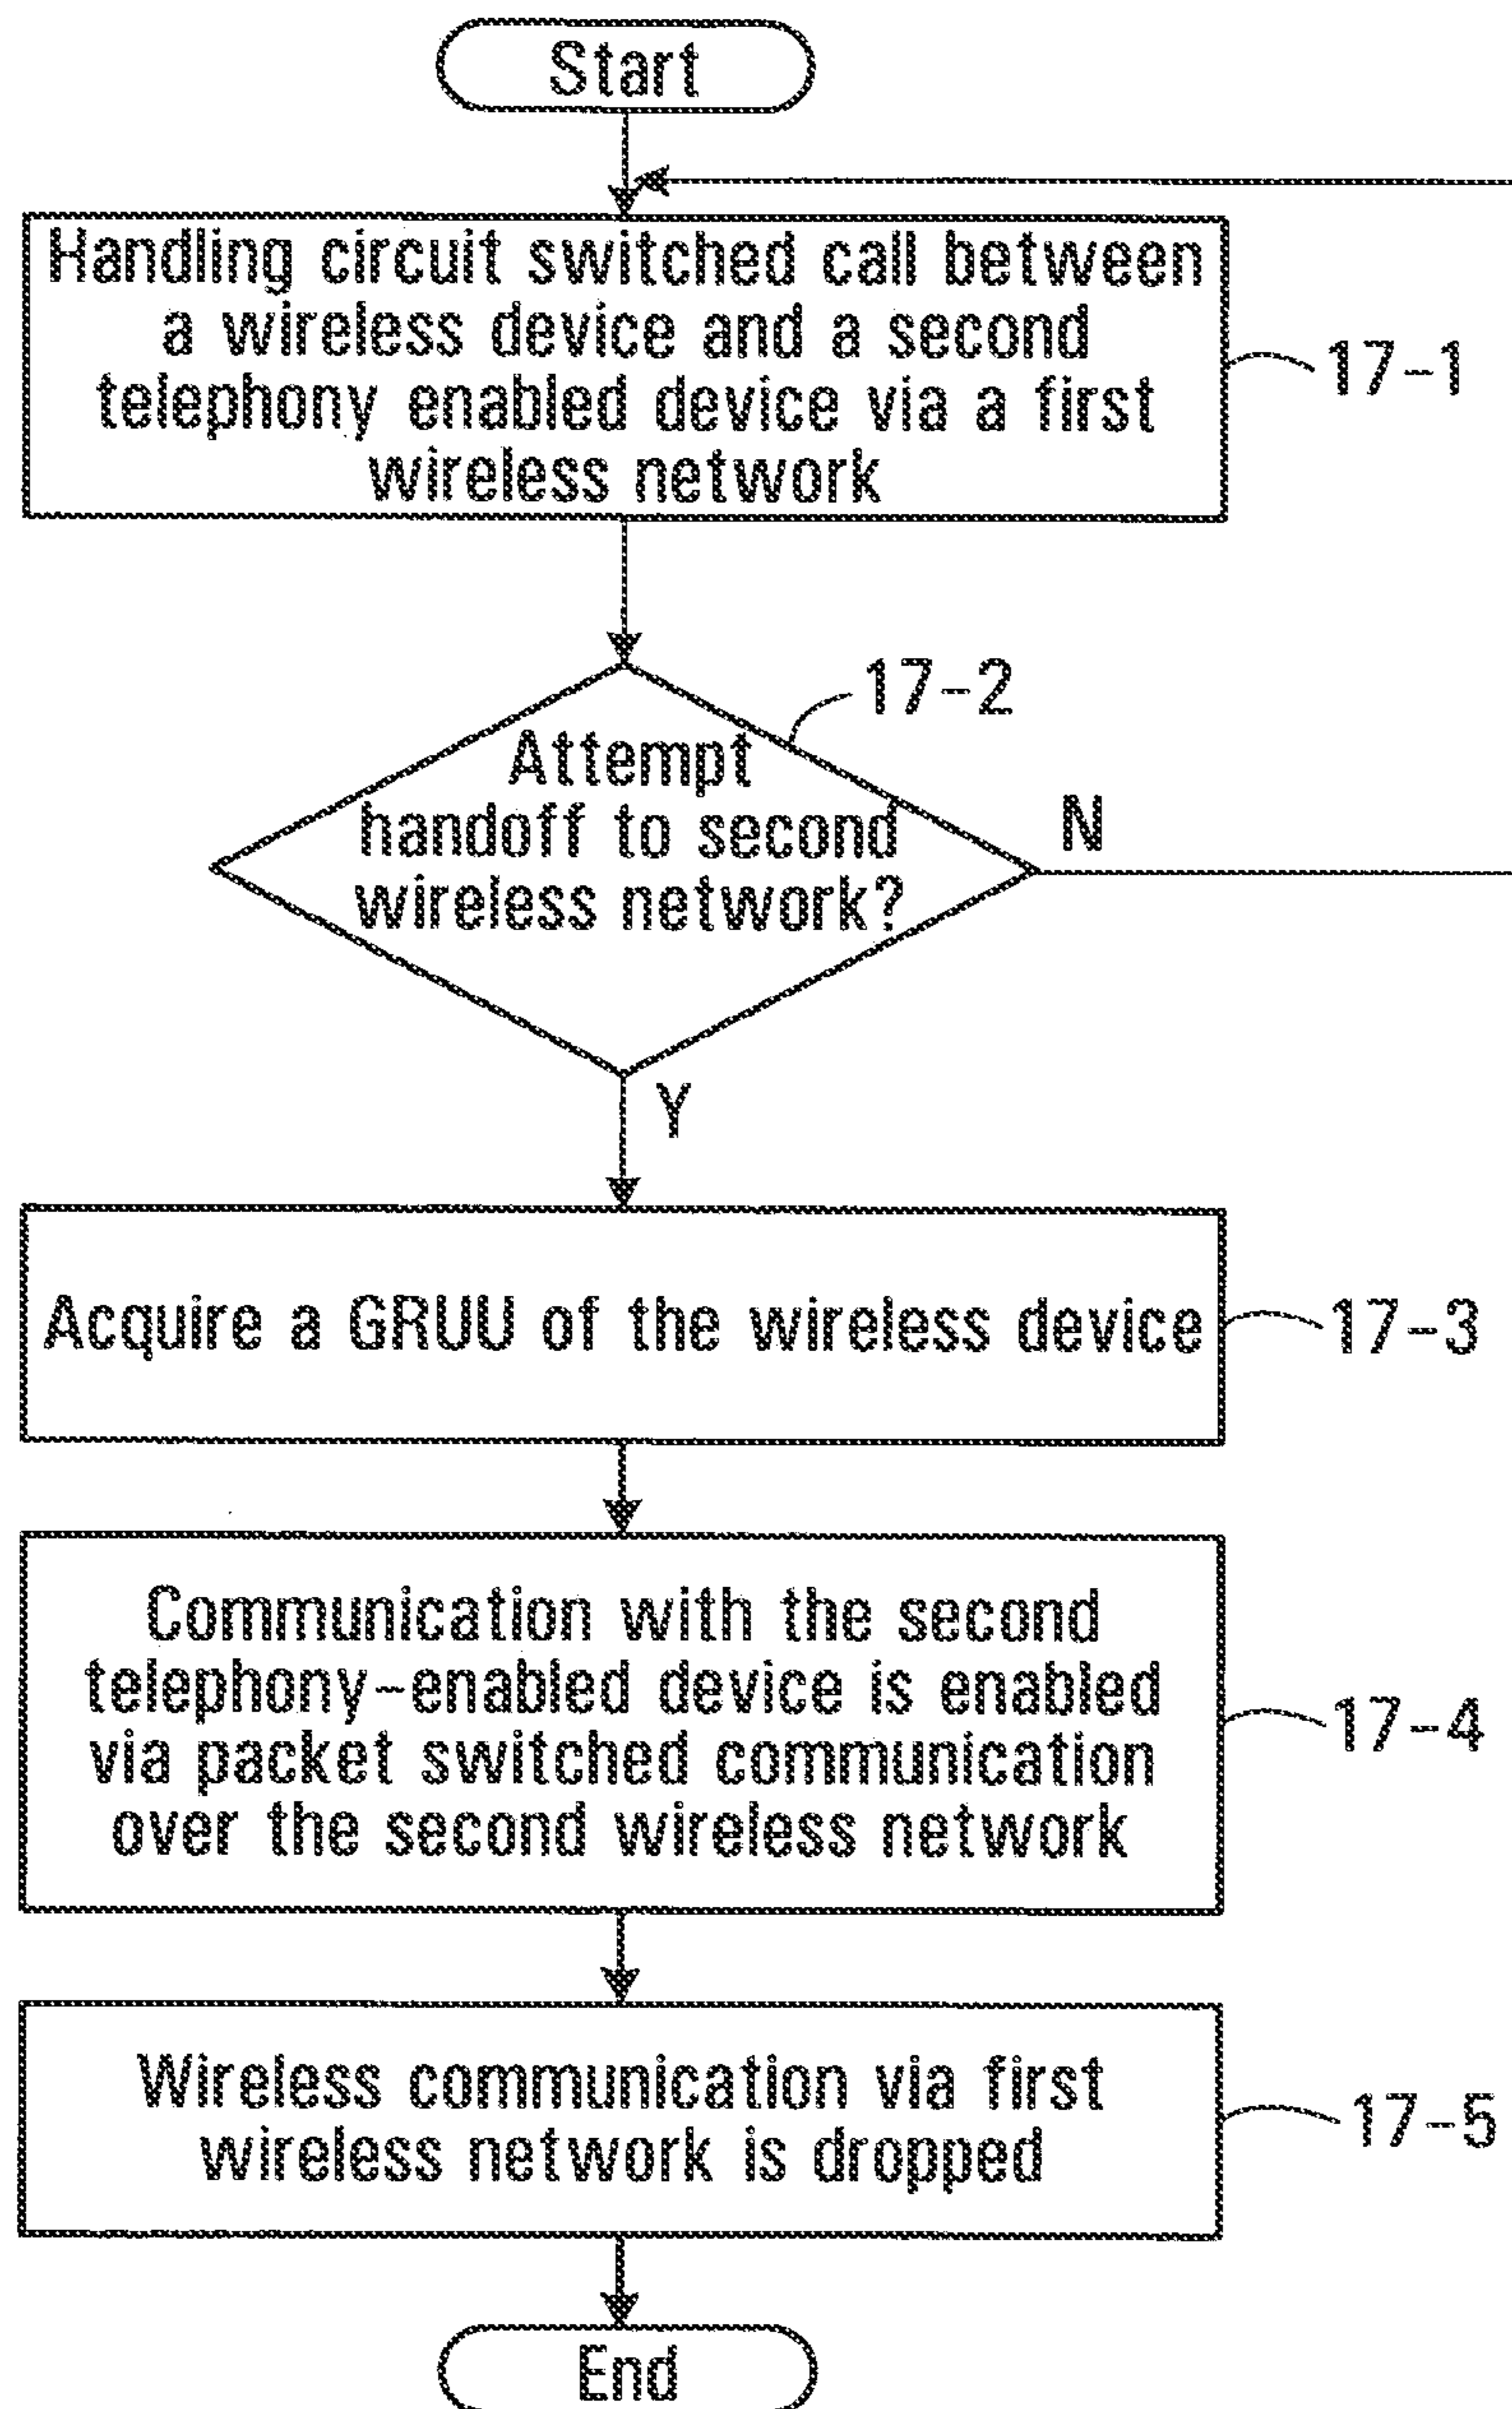 Start
Handling circuit switched call between
a wireless device and a second
telephony enabled device via a first
wireless network
17-1
17-2
Attempt
handoff to second
wireless network?
N
Y
Acquire a GRUU of the wireless device
17-3
Communication with the second
telephony-enabled device is enabled
via packet switched communication
over the second wireless network
17-4
Wireless communication via first
wireless network is dropped
17-5
End